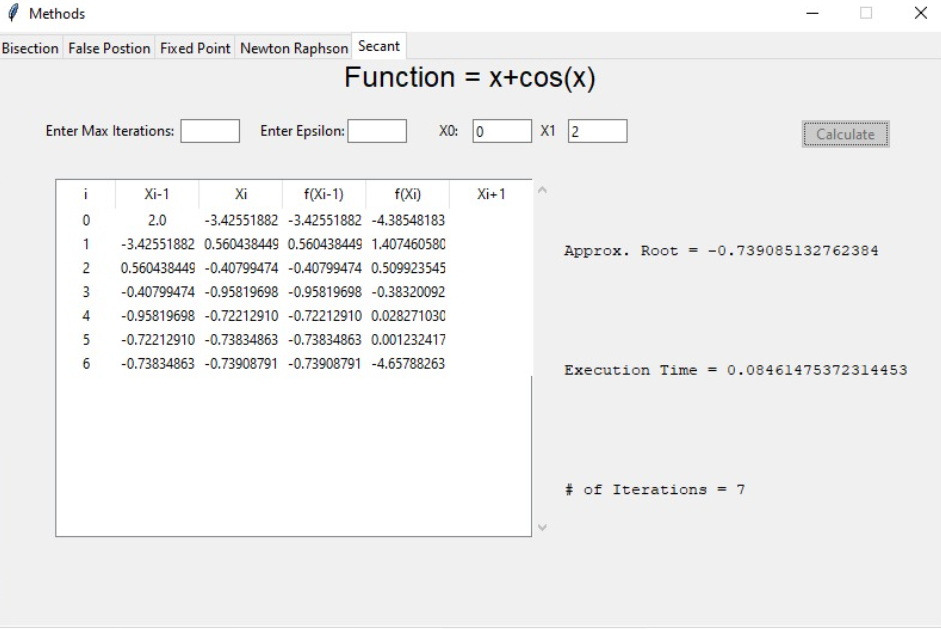 Methods
Bisection False Postion Fixed Point Newton Raphson Secant
Function = x+cos(x)
Enter Max Iterations: Enter Epsilon: X0: 0 X1 2 Calculate
i Xi-1 Xi f(Xi-1) f(Xi) Xi+1
0 2.0 -3.42551882 -3.42551882 -4.38548183
1 -3.42551882 0.560438449 0.560438449 1.407460580
2 0.560438449 -0.40799474 -0.40799474 0.509923545
3 -0.40799474 -0.95819698 -0.95819698 -0.38320092
4 -0.95819698 -0.72212910 -0.72212910 0.028271030
5 -0.72212910 -0.73834863 -0.73834863 0.001232417
6 -0.73834863 -0.73908791 -0.73908791 -4.65788263
Approx. Root = -0.739085132762384
Execution Time = 0.08461475372314453
# of Iterations = 7